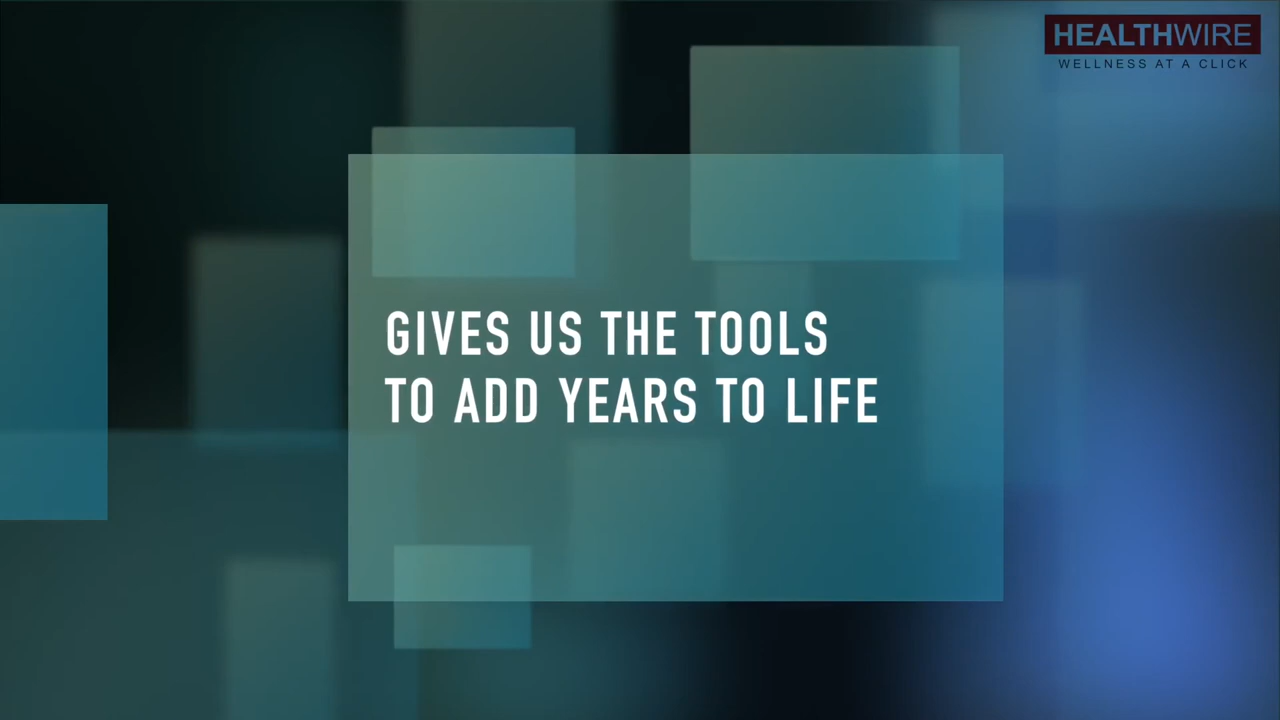 HEALTHWIRE
WELLNESS AT A CLICK
GIVES US THE TOOLS
TO ADD YEARS TO LIFE